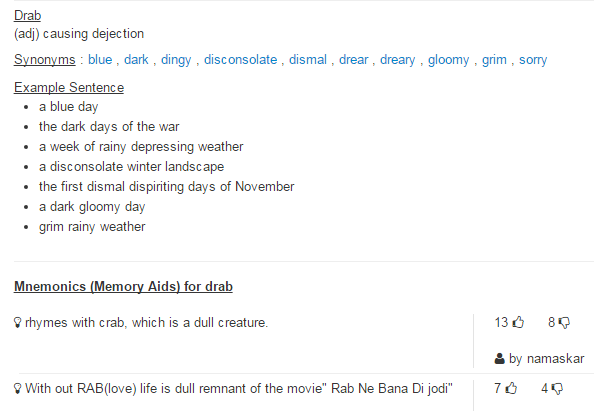 Drab
(adj) causing dejection
Synonyms : blue , dark , dingy , disconsolate , dismal , drear , dreary , gloomy , grim , sorry
Example Sentence
• a blue day
• the dark days of the war
• a week of rainy depressing weather
• a disconsolate winter landscape
• the first dismal dispiriting days of November
• a dark gloomy day
• grim rainy weather
Mnemonics (Memory Aids) for drab
rhymes with crab, which is a dull creature. 13 8
by namaskar
With out RAB(love) life is dull remnant of the movie" Rab Ne Bana Di jodi" 7 4